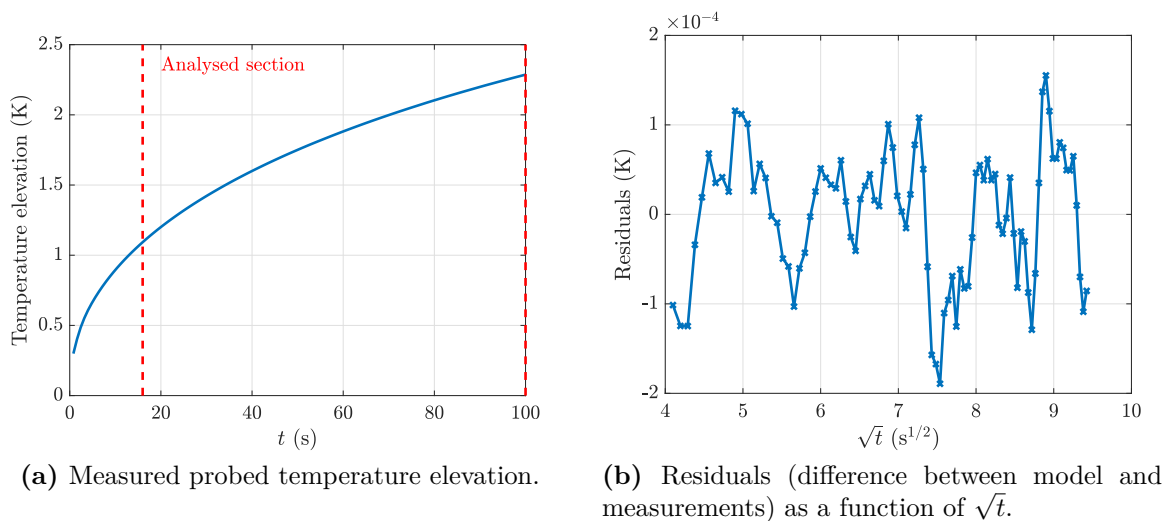 2.5
2
1.5
1
0.5
0
0 20 40 60 80 100
Temperature elevation (K)
t (s)
Analysed section
(a) Measured probed temperature elevation.
×10⁻⁴
2
1
0
-1
-2
4 5 6 7 8 9 10
Residuals (K)
√t (s^{1/2})
(b) Residuals (difference between model and
measurements) as a function of √t.